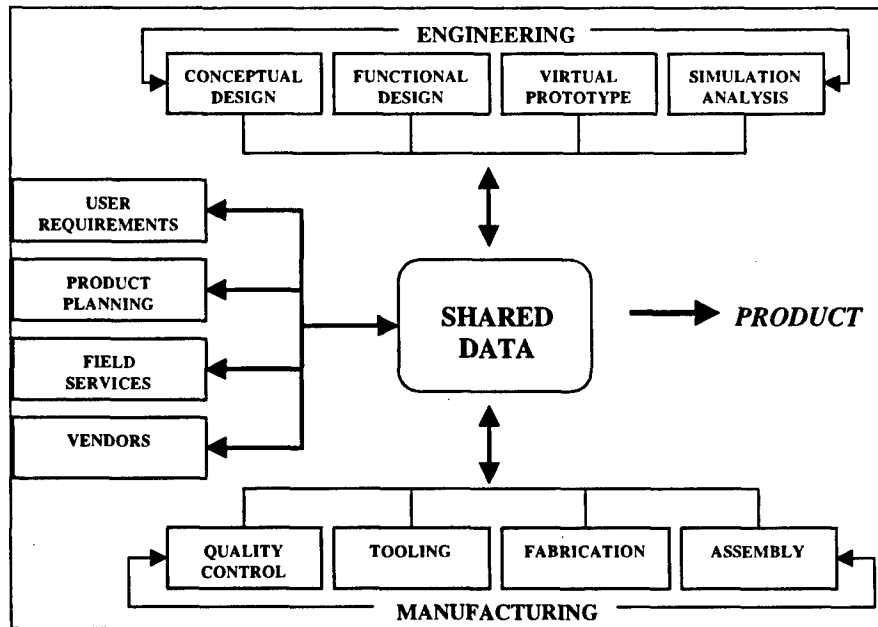 ENGINEERING
CONCEPTUAL
DESIGN
FUNCTIONAL
DESIGN
VIRTUAL
PROTOTYPE
SIMULATION
ANALYSIS
USER
REQUIREMENTS
PRODUCT
PLANNING
FIELD
SERVICES
VENDORS
SHARED
DATA
PRODUCT
QUALITY
CONTROL
TOOLING
FABRICATION
ASSEMBLY
MANUFACTURING